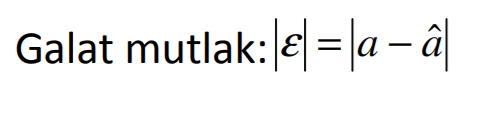 Galat mutlak: |ε| = |a − â|